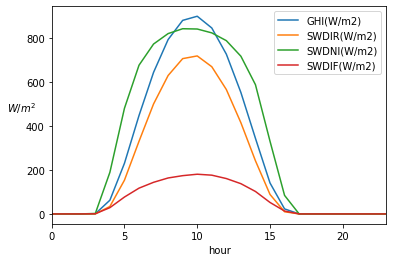 GHI(W/m2)
SWDIR(W/m2)
SWDNI(W/m2)
SWDIF(W/m2)
800
600
W/m²
400
200
0
0 5 10 15 20
hour